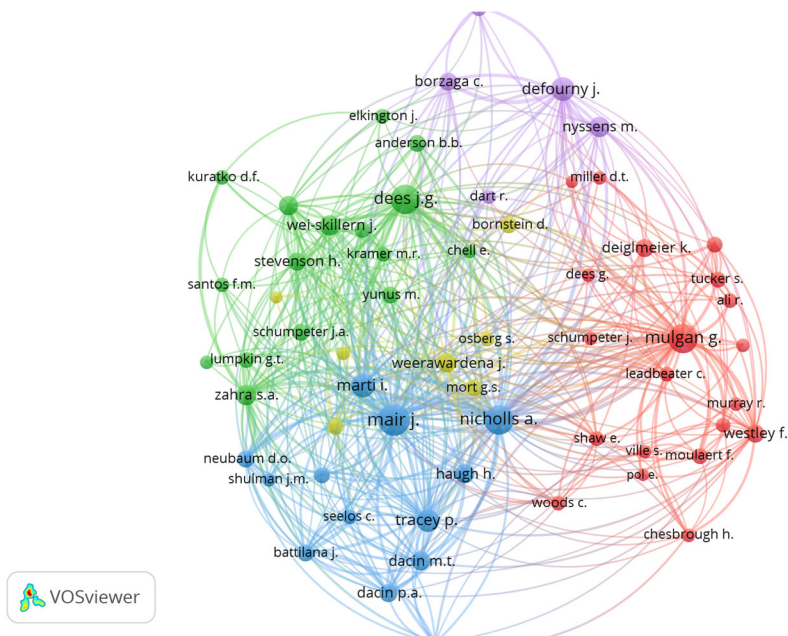 borzaga c.
defourny j.
elkington j.
nyssens m.
anderson b.b.
kuratko d.f.
miller d.t.
dees j.g.
dart r.
wei-skillern j.
bornstein d.
stevenson h.
kramer m.r.
chell e.
deiglmeier k.
santos f.m.
yunus m.
dees g.
tucker s.
ali r.
schumpeter j.a.
osberg s.
schumpeter j.
mulgan g.
lumpkin g.t.
weerawardena j.
leadbeater c.
zahra s.a.
marti i.
mort g.s.
murray r.
mair j.
nicholls a.
westley f.
shaw e.
neubaum d.o.
ville s.
moulaert f.
shulman j.m.
haugh h.
pol e.
seelos c.
tracey p.
woods c.
battilana j.
dacin m.t.
chesbrough h.
dacin p.a.
VOSviewer